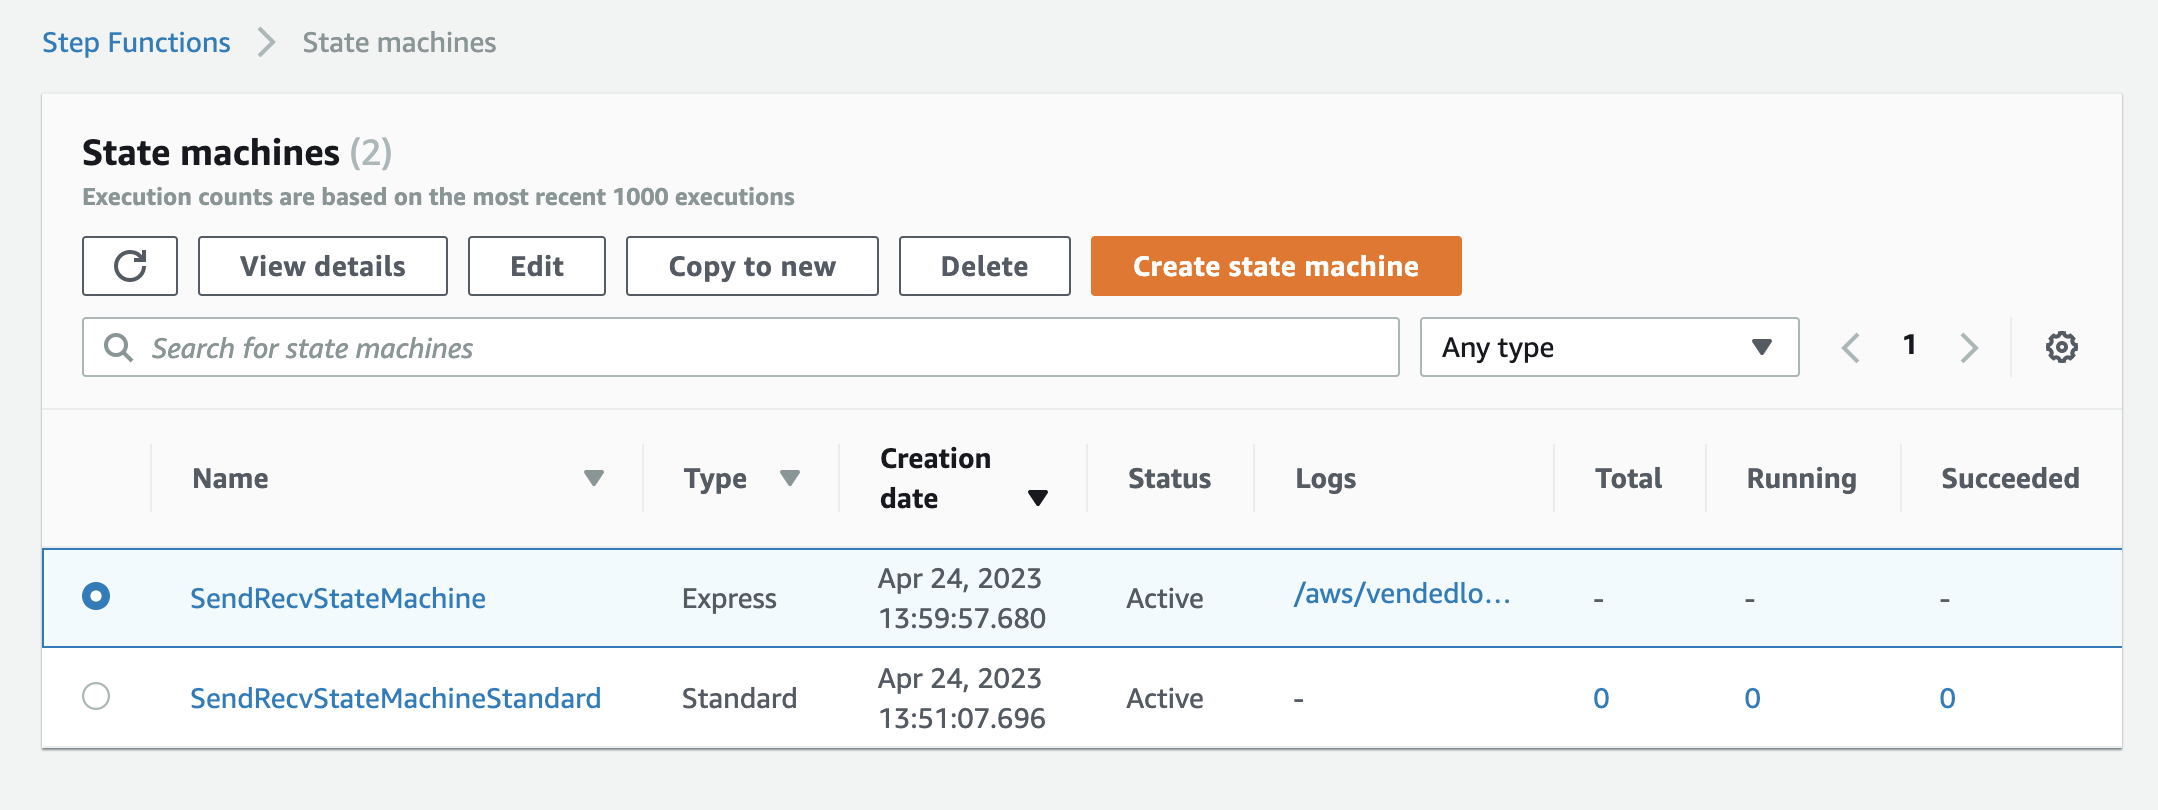 Step Functions State machines
State machines (2)
Execution counts are based on the most recent 1000 executions
View details Edit Copy to new Delete Create state machine
Search for state machines Any type 1
Name Type Creation date Status Logs Total Running Succeeded
SendRecvStateMachine Express Apr 24, 2023 13:59:57.680 Active /aws/vendedlo... - - -
SendRecvStateMachineStandard Standard Apr 24, 2023 13:51:07.696 Active - 0 0 0